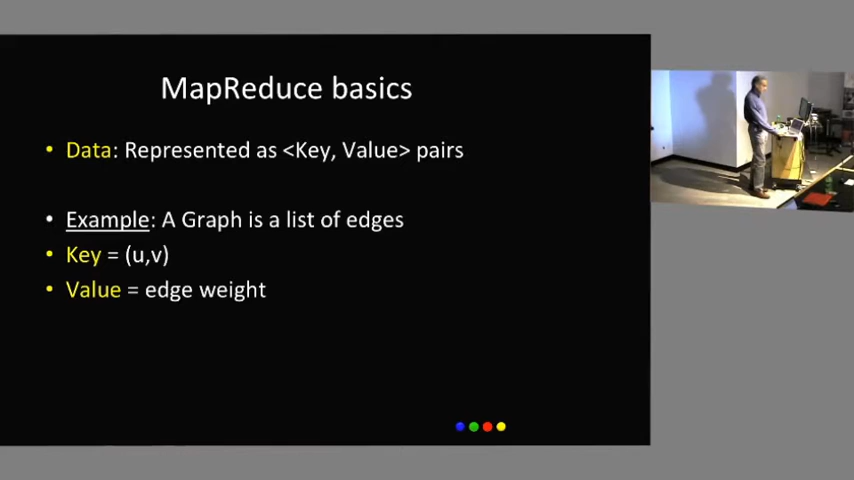 MapReduce basics
• Data: Represented as <Key, Value> pairs
• Example: A Graph is a list of edges
• Key = (u,v)
• Value = edge weight